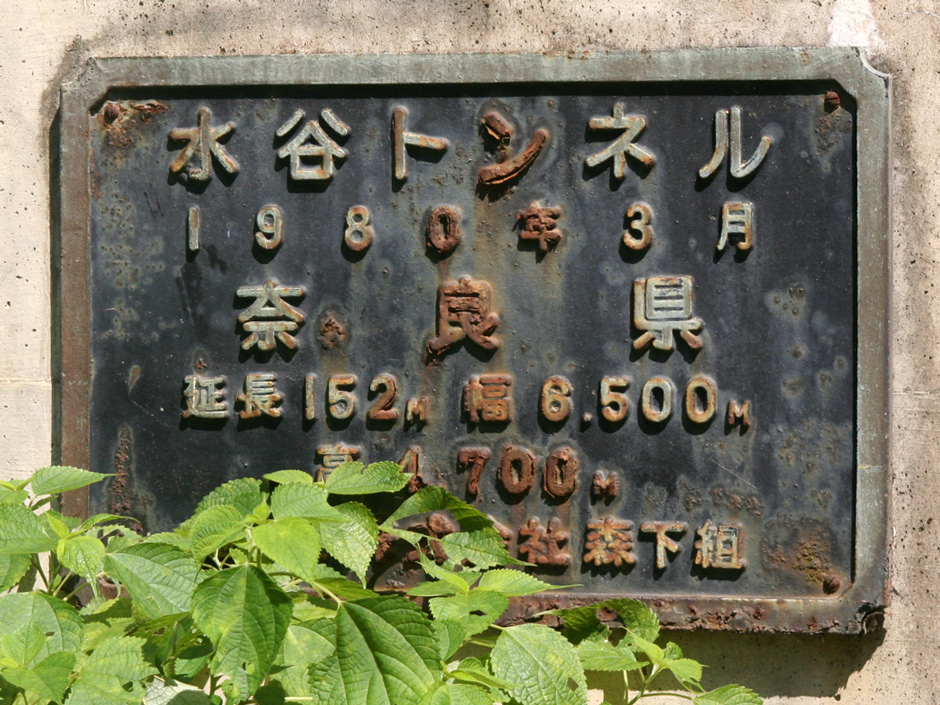 水谷トンネル
1980年3月
奈良県
延長152M 幅6.500M
高4.700M
社森下組